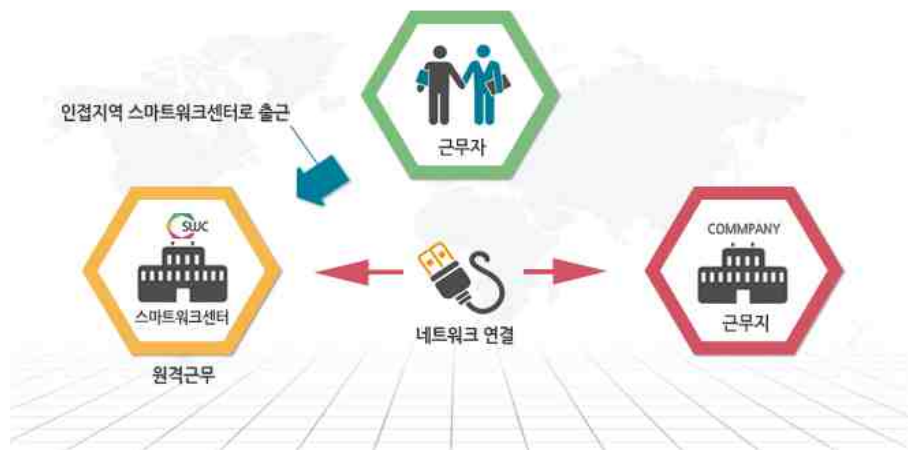 근무자
인접지역 스마트워크센터로 출근
SWC
스마트워크센터
원격근무
네트워크 연결
COMMPANY
근무지